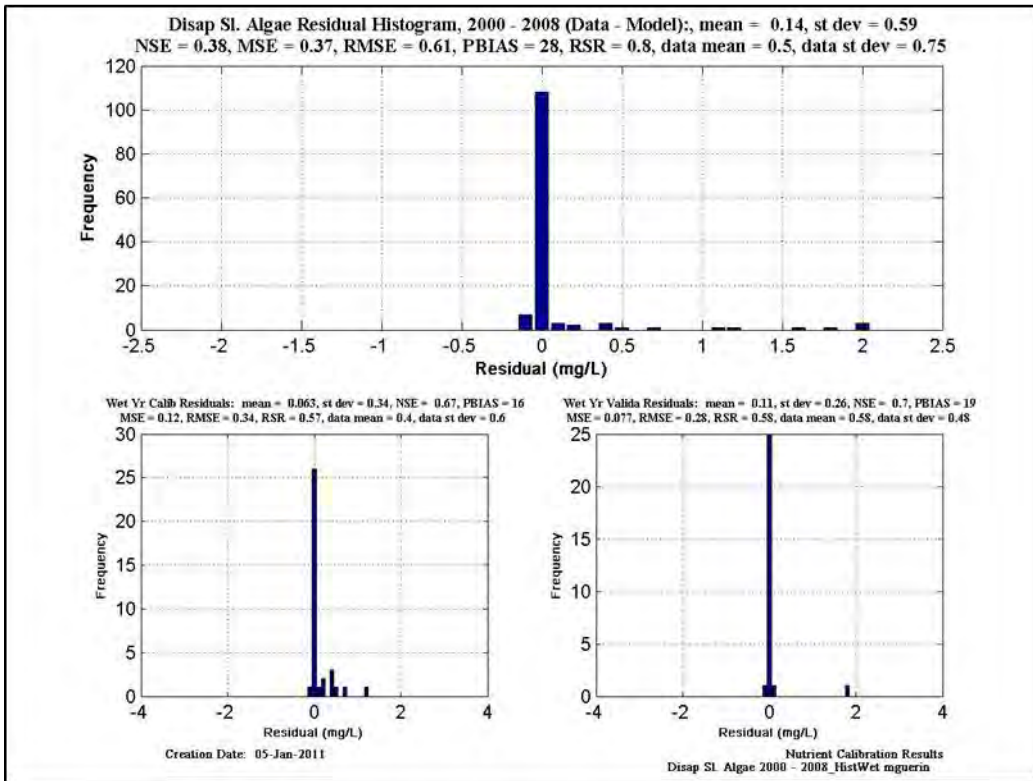 Disap Sl. Algae Residual Histogram, 2000 - 2008 (Data - Model):, mean = 0.14, st dev = 0.59
NSE = 0.38, MSE = 0.37, RMSE = 0.61, PBIAS = 28, RSR = 0.8, data mean = 0.5, data st dev = 0.75
120
100
80
60
40
20
0
Frequency
-2.5 -2 -1.5 -1 -0.5 0 0.5 1 1.5 2 2.5
Residual (mg/L)
Wet Yr Calib Residuals: mean = 0.063, st dev = 0.34, NSE = 0.67, PBIAS = 16
MSE = 0.12, RMSE = 0.34, RSR = 0.57, data mean = 0.4, data st dev = 0.6
30
25
20
15
10
5
0
Frequency
-4 -2 0 2 4
Residual (mg/L)
Wet Yr Valida Residuals: mean = 0.11, st dev = 0.26, NSE = 0.7, PBIAS = 19
MSE = 0.077, RMSE = 0.28, RSR = 0.58, data mean = 0.58, data st dev = 0.48
25
20
15
10
5
0
Frequency
-4 -2 0 2 4
Residual (mg/L)
Creation Date: 05-Jan-2011
Nutrient Calibration Results
Disap Sl. Algae 2000 - 2008_HistWet mguerin